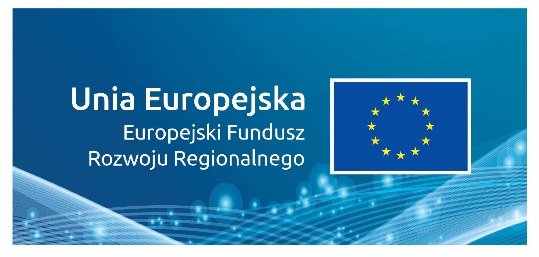 Unia Europejska
Europejski Fundusz
Rozwoju Regionalnego